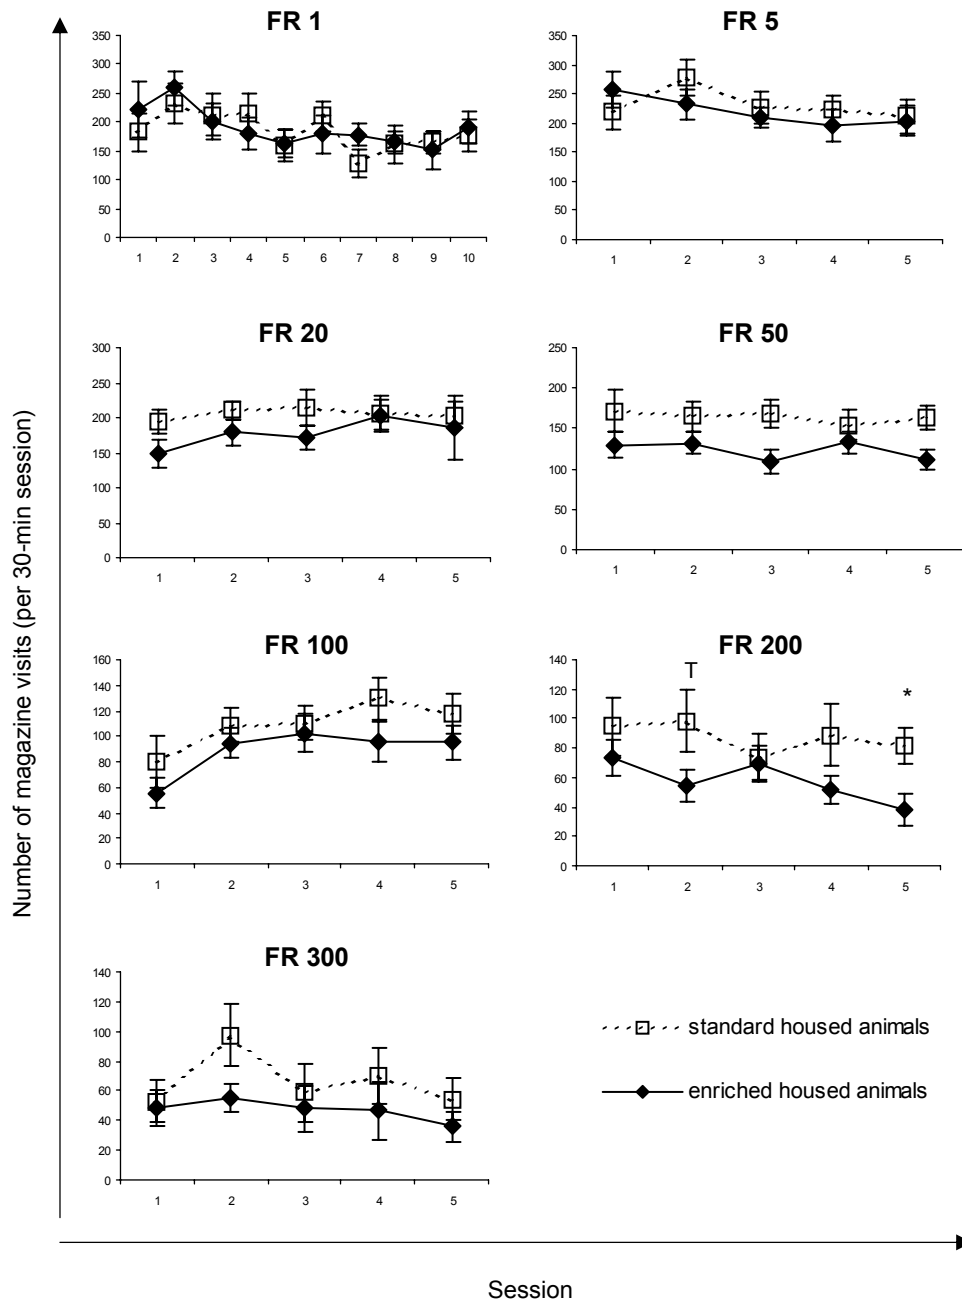 FR 1
350
300
250
200
150
100
50
0
1 2 3 4 5 6 7 8 9 10
FR 5
350
300
250
200
150
100
50
0
1 2 3 4 5
FR 20
300
250
200
150
100
50
0
1 2 3 4 5
FR 50
250
200
150
100
50
0
1 2 3 4 5
FR 100
160
140
120
100
80
60
40
20
0
1 2 3 4 5
FR 200
140
120
100
80
60
40
20
0
T
*
1 2 3 4 5
FR 300
140
120
100
80
60
40
20
0
1 2 3 4 5
standard housed animals
enriched housed animals
Number of magazine visits (per 30-min session)
Session